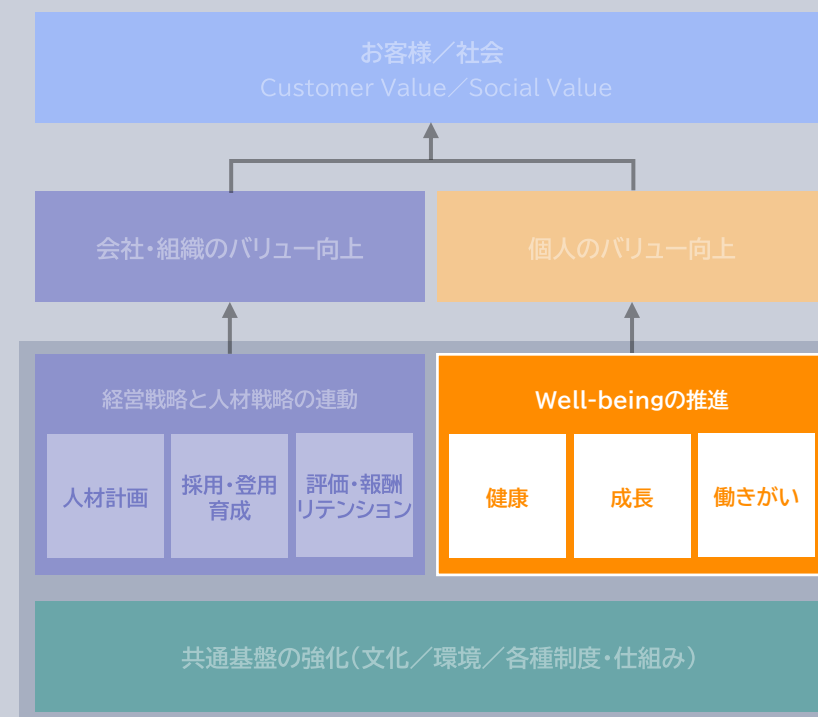 お客様／社会
Customer Value／Social Value
会社・組織のバリュー向上
個人のバリュー向上
経営戦略と人材戦略の連動
人材計画
採用・登用
育成
評価・報酬
リテンション
Well-beingの推進
健康
成長
働きがい
共通基盤の強化（文化／環境／各種制度・仕組み）